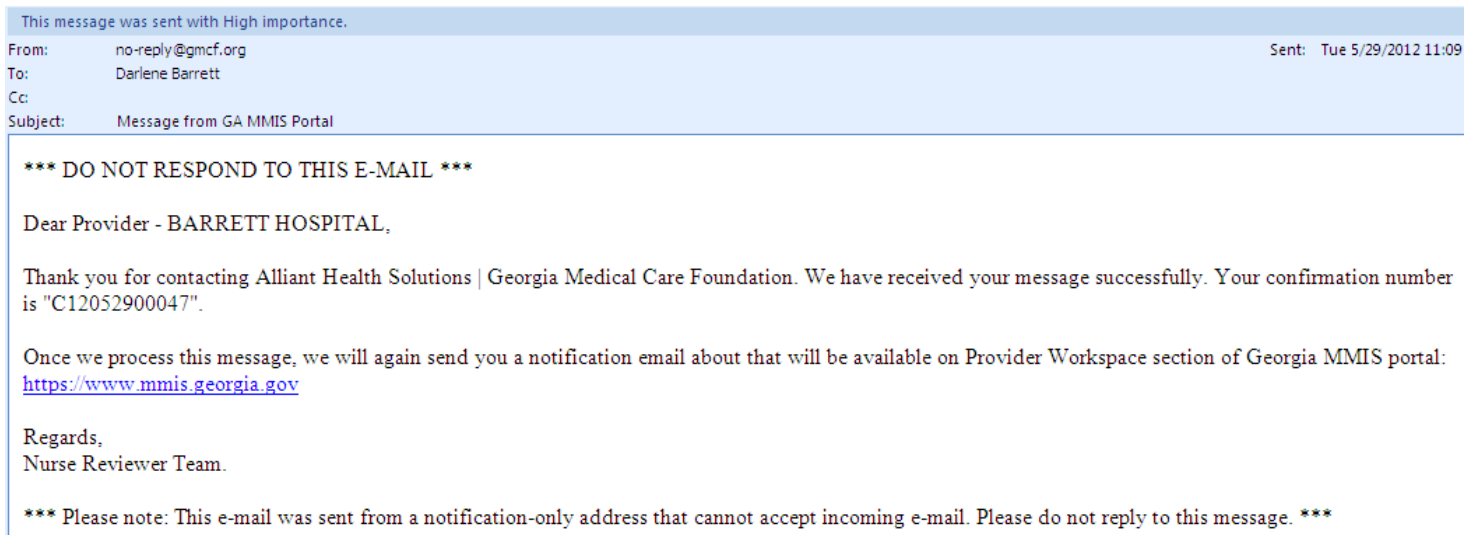 This message was sent with High importance.
From: no-reply@gmcf.org Sent: Tue 5/29/2012 11:09
To: Darlene Barrett
Cc:
Subject: Message from GA MMIS Portal
*** DO NOT RESPOND TO THIS E-MAIL ***
Dear Provider - BARRETT HOSPITAL,
Thank you for contacting Alliant Health Solutions | Georgia Medical Care Foundation. We have received your message successfully. Your confirmation number
is "C12052900047".
Once we process this message, we will again send you a notification email about that will be available on Provider Workspace section of Georgia MMIS portal:
https://www.mmis.georgia.gov
Regards,
Nurse Reviewer Team.
*** Please note: This e-mail was sent from a notification-only address that cannot accept incoming e-mail. Please do not reply to this message. ***